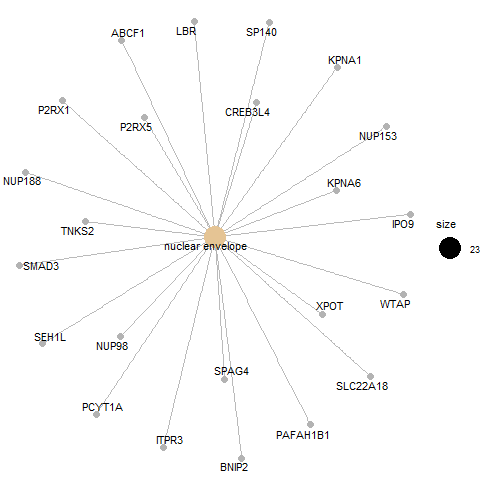 LBR
SP140
ABCF1
KPNA1
P2RX1
CREB3L4
P2RX5
NUP153
NUP188
KPNA6
TNKS2
IPO9
size
nuclear envelope
23
SMAD3
WTAP
XPOT
SEH1L
NUP98
SPAG4
SLC22A18
PCYT1A
PAFAH1B1
ITPR3
BNIP2